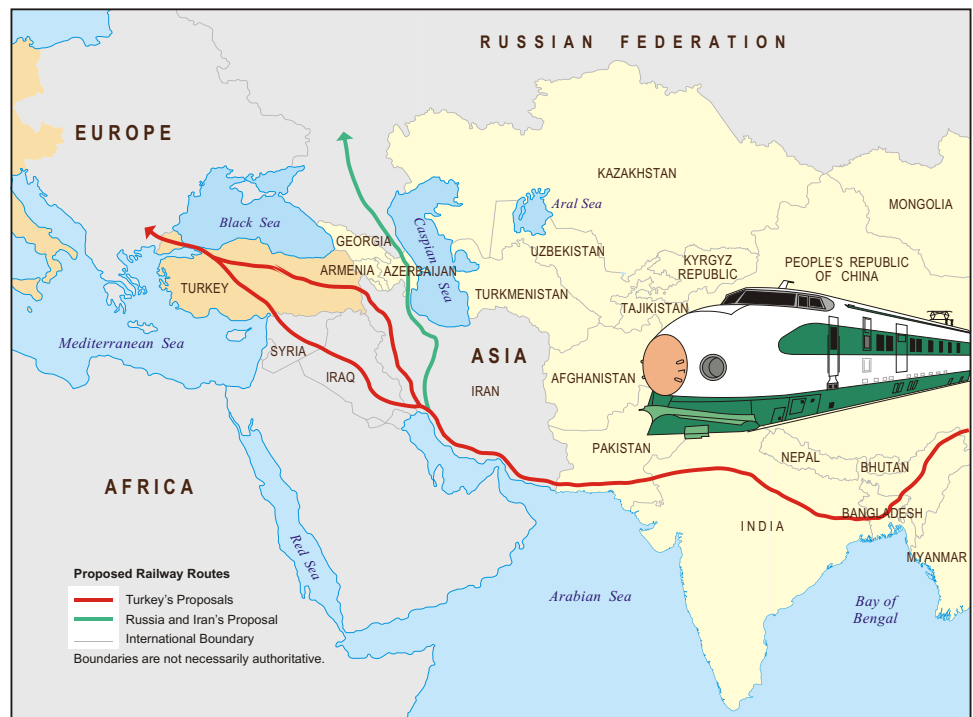 RUSSIAN FEDERATION
EUROPE
KAZAKHSTAN
MONGOLIA
Aral Sea
Black Sea
Caspian
Sea
GEORGIA
UZBEKISTAN
KYRGYZ
REPUBLIC
PEOPLE'S REPUBLIC
OF CHINA
ARMENIA
AZERBAIJAN
TURKEY
TURKMENISTAN
TAJIKISTAN
Mediterranean Sea
SYRIA
ASIA
IRAQ
IRAN
AFGHANISTAN
PAKISTAN
NEPAL
BHUTAN
AFRICA
BANGLADESH
INDIA
MYANMAR
Red Sea
Arabian Sea
Bay of
Bengal
Proposed Railway Routes
Turkey's Proposals
Russia and Iran's Proposal
International Boundary
Boundaries are not necessarily authoritative.